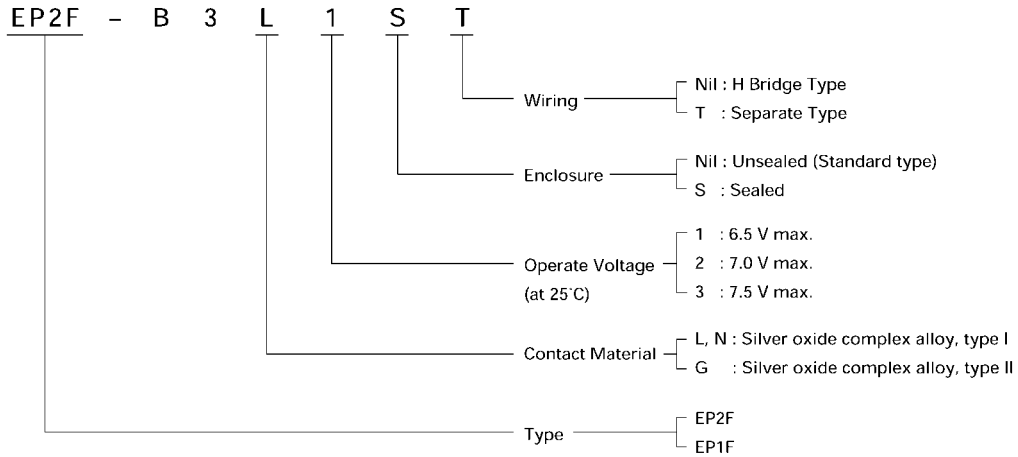 EP2F – B 3 L 1 S T
Wiring
Nil : H Bridge Type
T : Separate Type
Enclosure
Nil : Unsealed (Standard type)
S : Sealed
Operate Voltage
(at 25°C)
1 : 6.5 V max.
2 : 7.0 V max.
3 : 7.5 V max.
Contact Material
L, N : Silver oxide complex alloy, type I
G : Silver oxide complex alloy, type II
Type
EP2F
EP1F